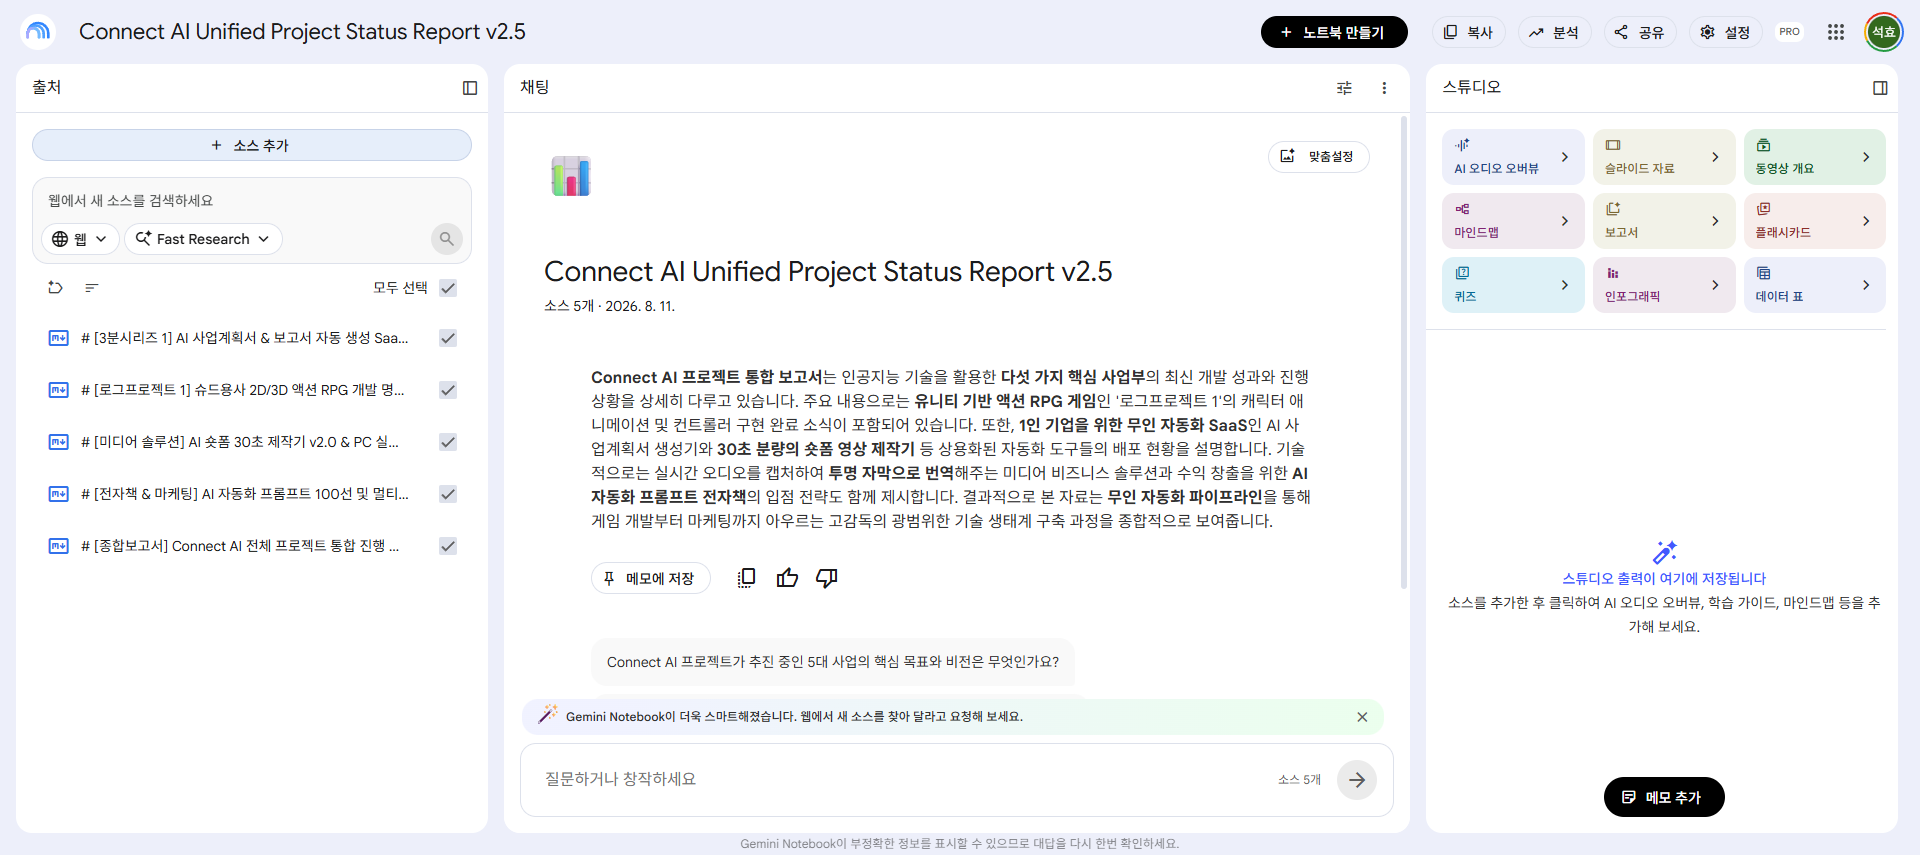 Connect AI Unified Project Status Report v2.5
노트북 만들기
복사
분석
공유
설정
PRO
석효
출처
소스 추가
웹에서 새 소스를 검색하세요
웹
Fast Research
모두 선택
# [3분시리즈 1] AI 사업계획서 & 보고서 자동 생성 Saa...
# [로그프로젝트 1] 슈드용사 2D/3D 액션 RPG 개발 명...
# [미디어 솔루션] AI 숏폼 30초 제작기 v2.0 & PC 실...
# [전자책 & 마케팅] AI 자동화 프롬프트 100선 및 멀티...
# [종합보고서] Connect AI 전체 프로젝트 통합 진행 ...
채팅
맞춤설정
Connect AI Unified Project Status Report v2.5
소스 5개 · 2026. 8. 11.
Connect AI 프로젝트 통합 보고서는 인공지능 기술을 활용한 다섯 가지 핵심 사업부의 최신 개발 성과와 진행
상황을 상세히 다루고 있습니다. 주요 내용으로는 유니티 기반 액션 RPG 게임인 '로그프로젝트 1'의 캐릭터 애
니메이션 및 컨트롤러 구현 완료 소식이 포함되어 있습니다. 또한, 1인 기업을 위한 무인 자동화 SaaS인 AI 사
업계획서 생성기와 30초 분량의 숏폼 영상 제작기 등 상용화된 자동화 도구들의 배포 현황을 설명합니다. 기술
적으로는 실시간 오디오를 캡처하여 투명 자막으로 번역해주는 미디어 비즈니스 솔루션과 수익 창출을 위한 AI
자동화 프롬프트 전자책의 입점 전략도 함께 제시합니다. 결과적으로 본 자료는 무인 자동화 파이프라인을 통해
게임 개발부터 마케팅까지 아우르는 고감독의 광범위한 기술 생태계 구축 과정을 종합적으로 보여줍니다.
메모에 저장
Connect AI 프로젝트가 추진 중인 5대 사업의 핵심 목표와 비전은 무엇인가요?
Gemini Notebook이 더욱 스마트해졌습니다. 웹에서 새 소스를 찾아 달라고 요청해 보세요.
질문하거나 창작하세요
소스 5개
Gemini Notebook이 부정확한 정보를 표시할 수 있으므로 대답을 다시 한번 확인하세요.
스튜디오
AI 오디오 오버뷰
슬라이드 자료
동영상 개요
마인드맵
보고서
플래시카드
퀴즈
인포그래픽
데이터 표
스튜디오 출력이 여기에 저장됩니다
소스를 추가한 후 클릭하여 AI 오디오 오버뷰, 학습 가이드, 마인드맵 등을 추
가해 보세요.
메모 추가